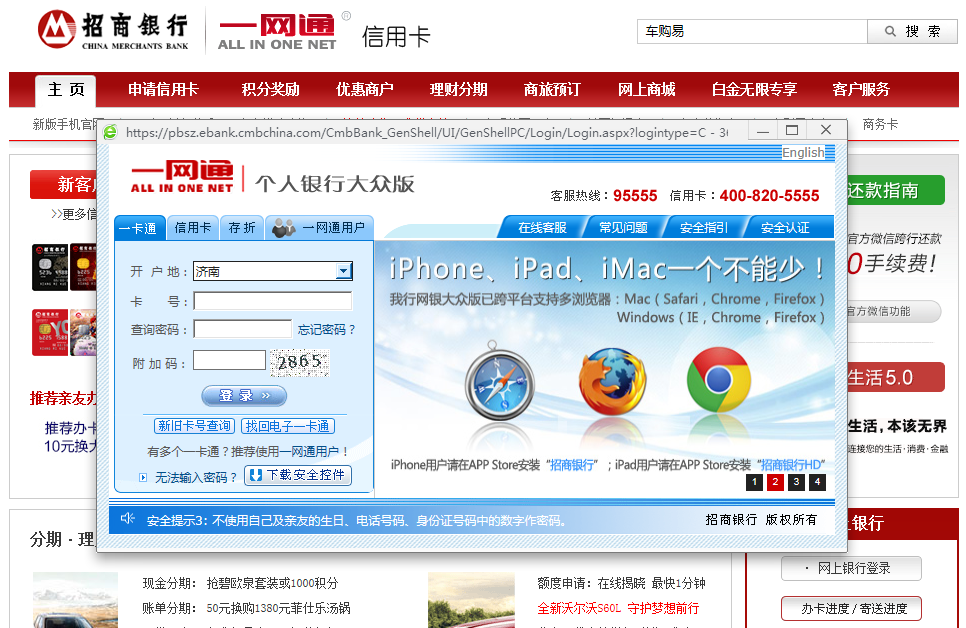 招商银行
CHINA MERCHANTS BANK
一网通 ®
ALL IN ONE NET
信用卡
车购易
搜 索
主 页 申请信用卡 积分奖励 优惠商户 理财分期 商旅预订 网上商城 白金无限专享 客户服务
新版手机官网
商务卡
https://pbsz.ebank.cmbchina.com/CmbBank_GenShell/UI/GenShellPC/Login/Login.aspx?logintype=C - 36
English
一网通
ALL IN ONE NET
个人银行大众版
客服热线：95555 信用卡：400-820-5555
一卡通 信用卡 存 折 一网通用户
在线客服 常见问题 安全指引 安全认证
开 户 地：济南
卡 号：
查询密码： 忘记密码？
附 加 码： 2865
登 录 »
新旧卡号查询 找回电子一卡通
有多个一卡通？推荐使用一网通用户！
无法输入密码？ 下载安全控件
iPhone、iPad、iMac一个不能少！
我行网银大众版已跨平台支持多浏览器：Mac（Safari，Chrome，Firefox）
Windows（IE，Chrome，Firefox）
iPhone用户请在APP Store安装“招商银行”；iPad用户请在APP Store安装“招商银行HD”
1 2 3 4
安全提示3：不使用自己及亲友的生日、电话号码、身份证号码中的数字作密码。
招商银行 版权所有
新客户
>>更多信
推荐亲友办
推荐办卡
10元换大
还款指南
官方微信跨行还款
0手续费!
官方微信功能
生活5.0
生活，本该无界
连接您的生活·消费·金融
分期 · 理
上银行
现金分期： 抢碧欧泉套装或1000积分
账单分期： 50元换购1380元菲仕乐汤锅
额度申请：在线揭晓 最快1分钟
全新沃尔沃S60L 守护梦想前行
· 网上银行登录
办卡进度 / 寄送进度